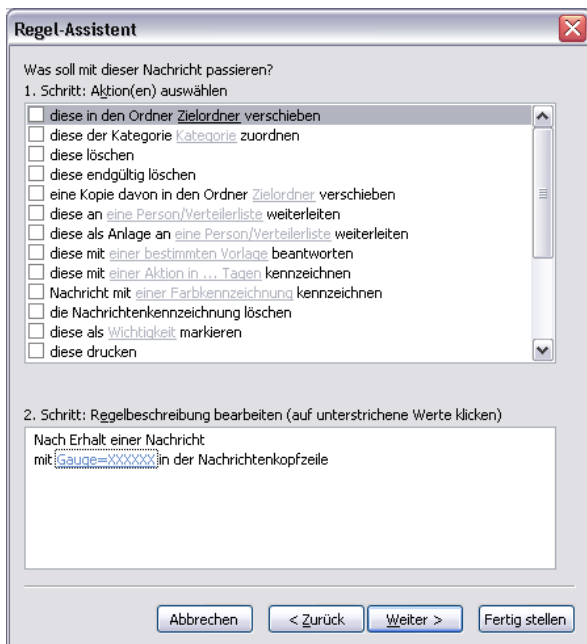 Regel-Assistent
Was soll mit dieser Nachricht passieren?
1. Schritt: Aktion(en) auswählen
diese in den Ordner Zielordner verschieben
diese der Kategorie Kategorie zuordnen
diese löschen
diese endgültig löschen
eine Kopie davon in den Ordner Zielordner verschieben
diese an eine Person/Verteilerliste weiterleiten
diese als Anlage an eine Person/Verteilerliste weiterleiten
diese mit einer bestimmten Vorlage beantworten
diese mit einer Aktion in ... Tagen kennzeichnen
Nachricht mit einer Farbkennzeichnung kennzeichnen
die Nachrichtenkennzeichnung löschen
diese als Wichtigkeit markieren
diese drucken
2. Schritt: Regelbeschreibung bearbeiten (auf unterstrichene Werte klicken)
Nach Erhalt einer Nachricht
mit Gauge=XXXXXX in der Nachrichtenkopfzeile
Abbrechen < Zurück Weiter > Fertig stellen